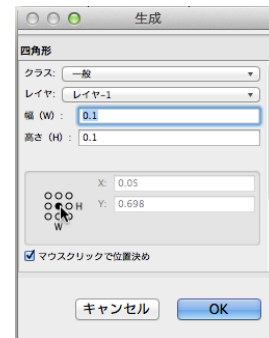 生成
四角形
クラス: 一般
レイヤ: レイヤ-1
幅 (W) : 0.1
高さ (H) : 0.1
X: 0.05
H Y: 0.698
W
マウスクリックで位置決め
キャンセル OK